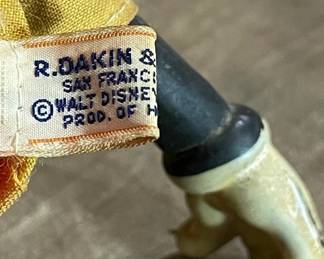 R.DAKIN &
SAN FRANC
© WALT DISNEY
PROD. OF H